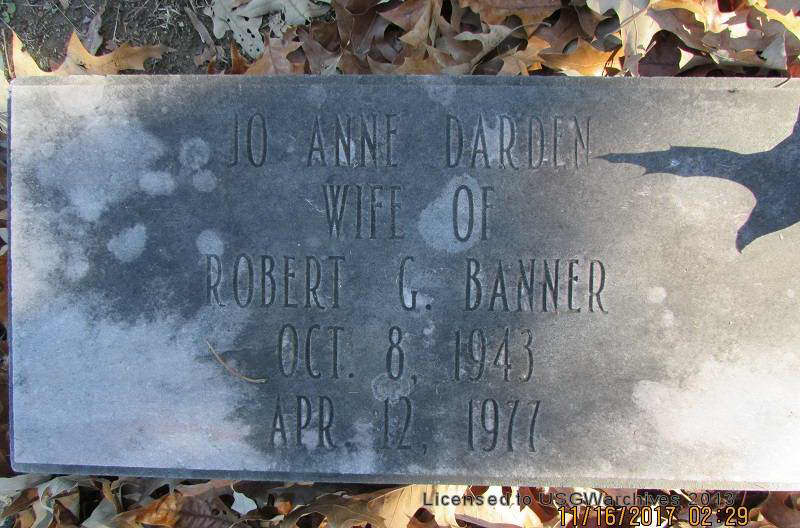 JO ANNE DARDEN
WIFE OF
ROBERT G. BANNER
OCT. 8, 1943
APR. 12, 1977
Licensed to USGWarchives 2013
11/16/2017 02:29